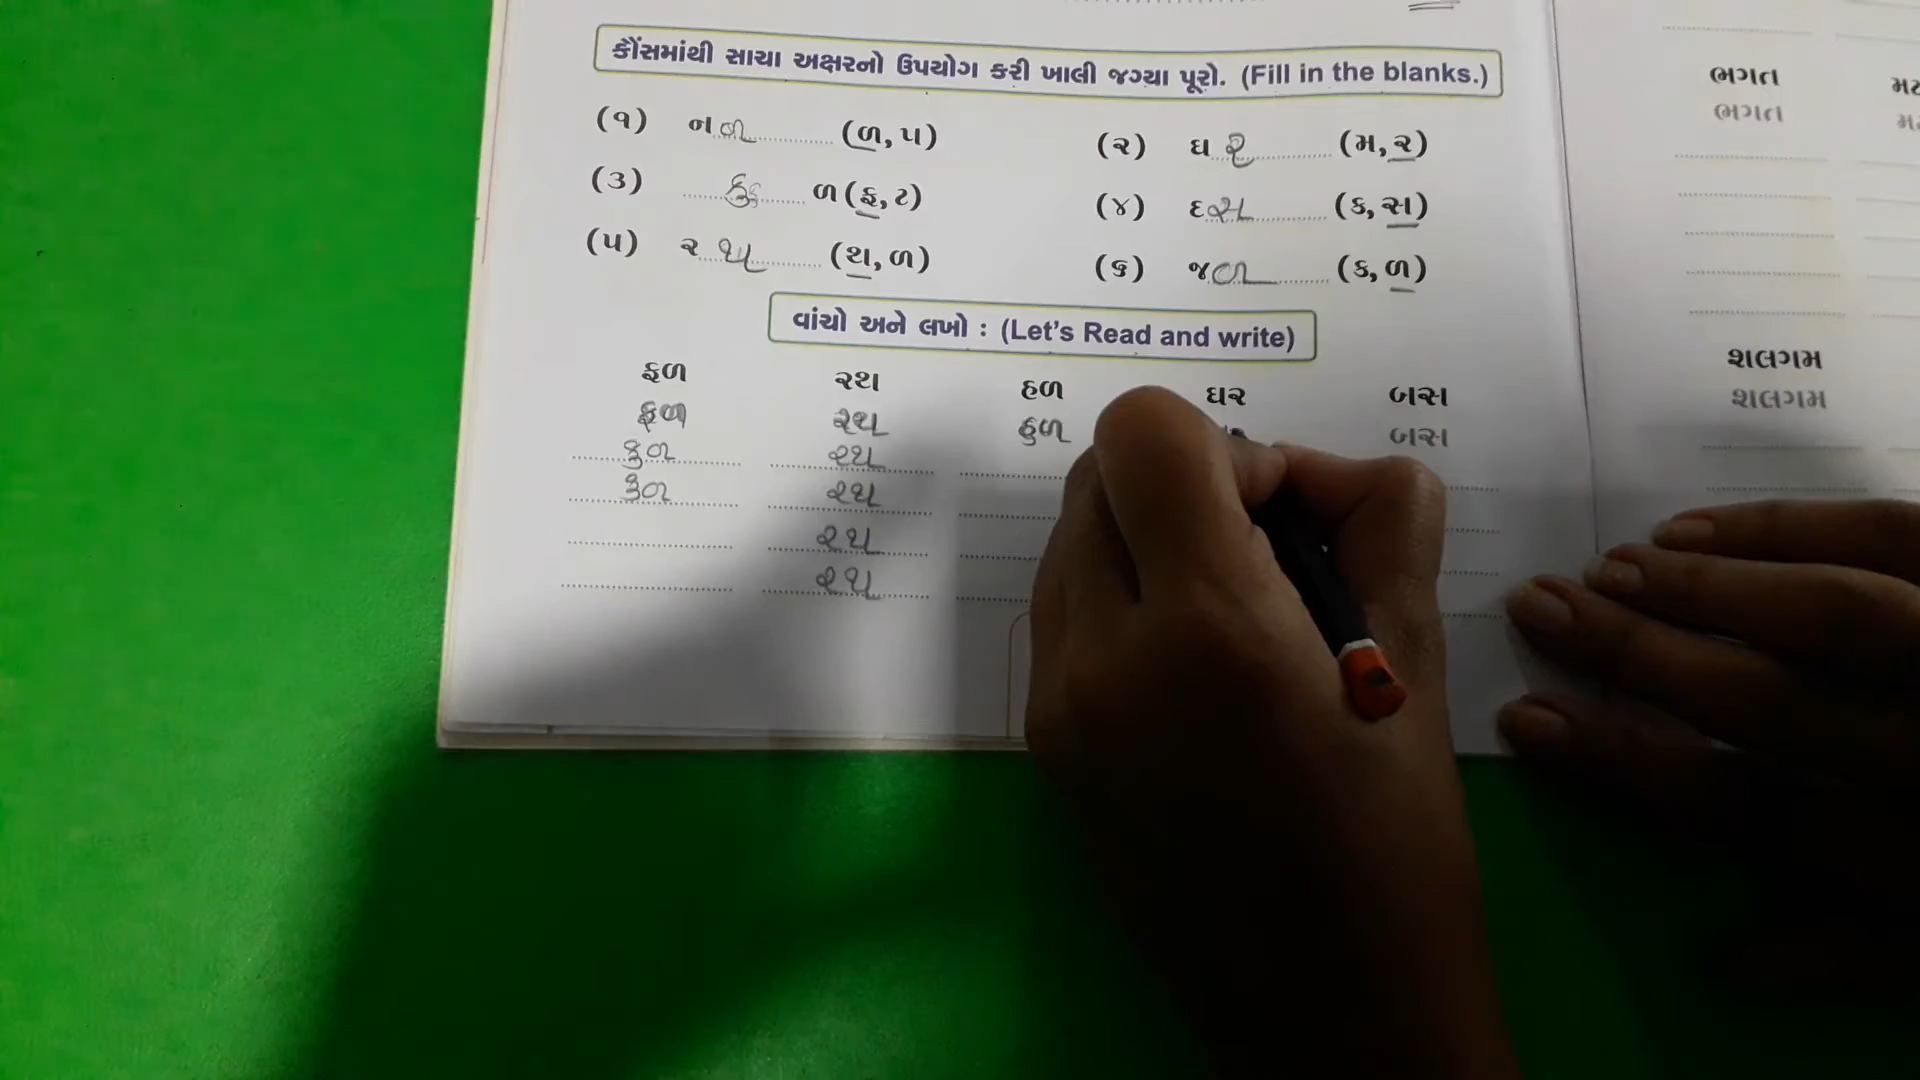 કૌંસમાંથી સાચા અક્ષરનો ઉપયોગ કરી ખાલી જગ્યા પૂરો. (Fill in the blanks.)
(૧) નળ (ળ, પ) (૨) ઘર (મ, ર)
(૩) ફળ (ફ, ટ) (૪) દસ (ક, સ)
(૫) રથ (થ, ળ) (૬) જળ (ક, ળ)
વાંચો અને લખો : (Let's Read and write)
ફળ રથ હળ ઘર બસ
ફળ રથ હળ બસ
ફળ રથ
ફળ રથ
રથ
રથ
ભગત
ભગત
શલગમ
શલગમ